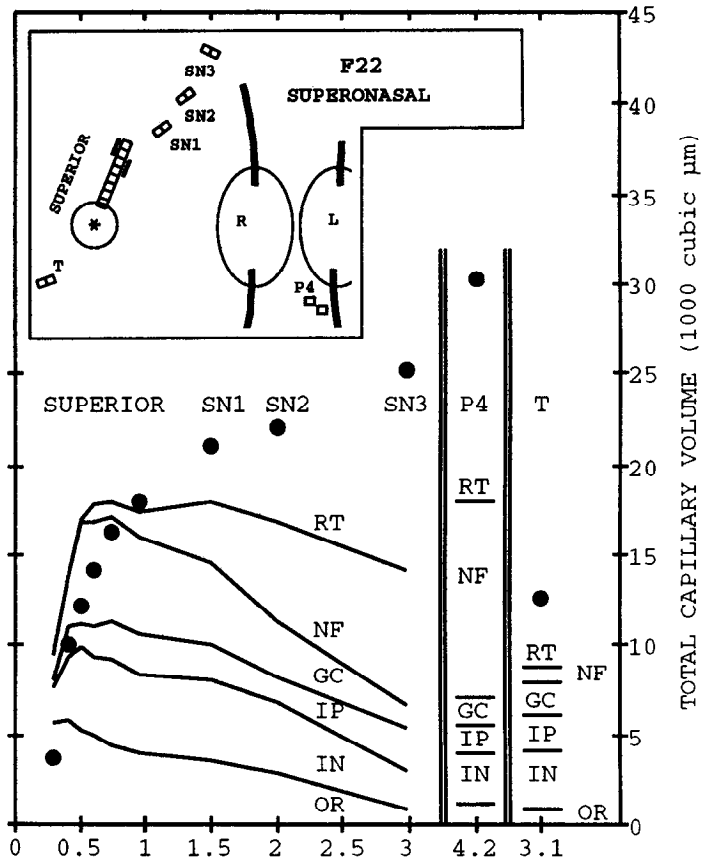 45
SN3
F22
SUPERONASAL
40
SN2
SN1
SUPERIOR
35
*
R
L
T
P4
30
25
SUPERIOR SN1 SN2 SN3 P4 T
20
RT
RT
15
NF
NF
10
GC
RT
NF
IP
GC
GC
5
IP
IP
IN
IN
IN
OR
OR
0
0 0.5 1 1.5 2 2.5 3 4.2 3.1
TOTAL CAPILLARY VOLUME (1000 cubic µm)